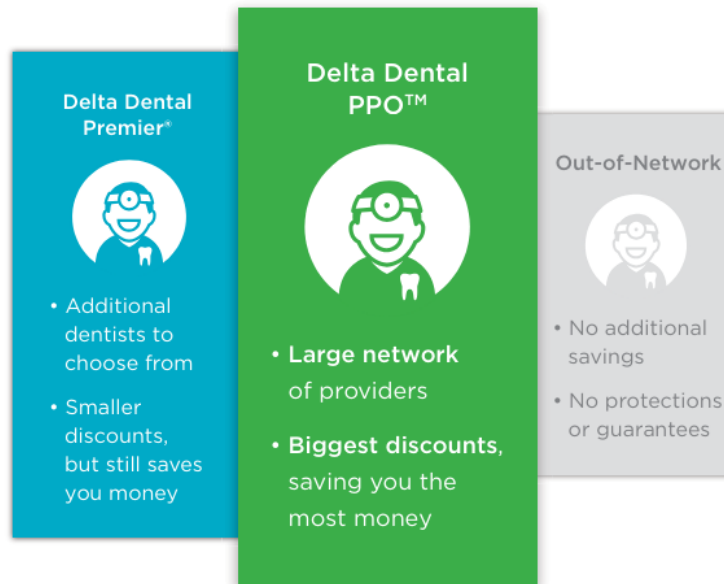 Delta Dental
Premier®
• Additional
dentists to
choose from
• Smaller
discounts,
but still saves
you money
Delta Dental
PPO™
• Large network
of providers
• Biggest discounts,
saving you the
most money
Out-of-Network
• No additional
savings
• No protections
or guarantees